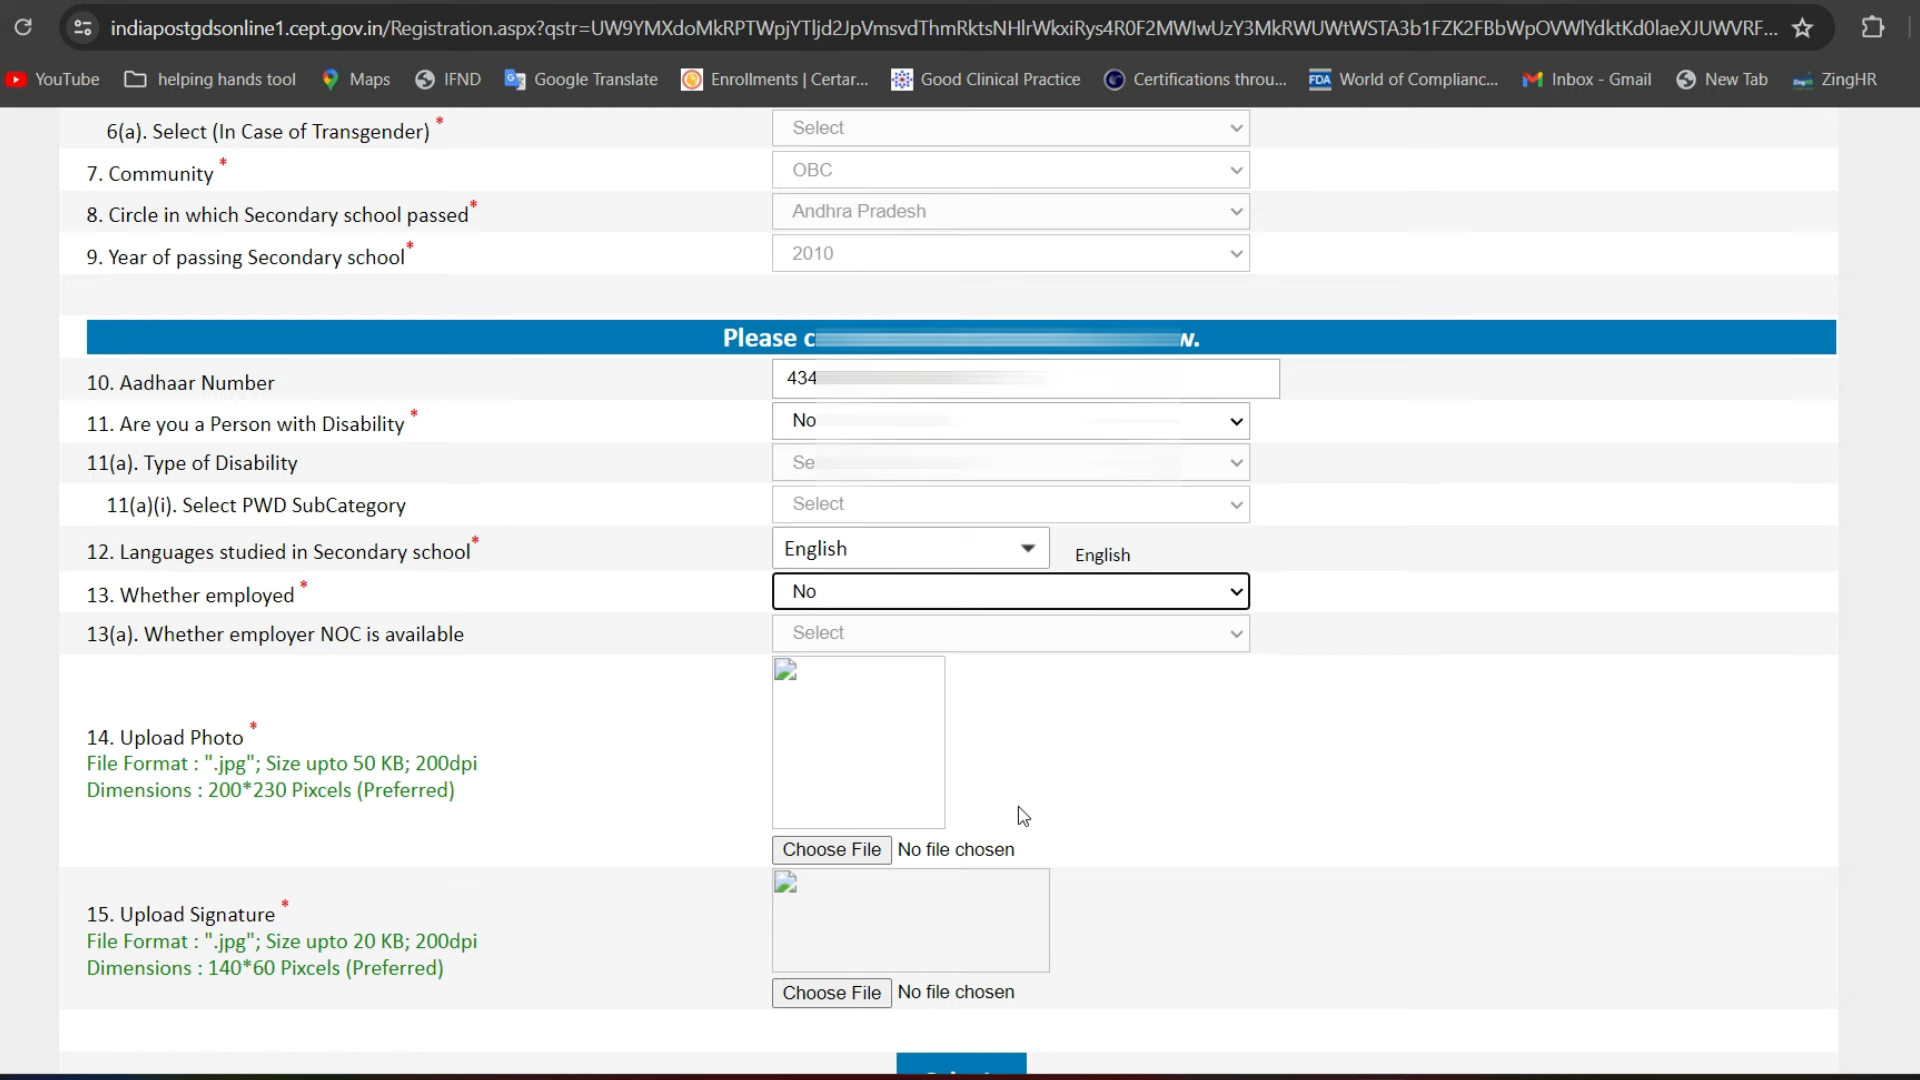 indiapostgdsonline1.cept.gov.in/Registration.aspx?qstr=UW9YMXdoMkRPTWpjYTljd2JpVmsvdThmRktsNHlrWkxiRys4R0F2MWlwUzY3MkRWUWtWSTA3b1FZK2FBbWpOVWlYdktKd0laeXJUWVRF...
YouTube helping hands tool Maps IFND Google Translate Enrollments | Certar... Good Clinical Practice Certifications throu... FDA World of Complianc... Inbox - Gmail New Tab ZingHR
6(a). Select (In Case of Transgender) * Select
7. Community * OBC
8. Circle in which Secondary school passed* Andhra Pradesh
9. Year of passing Secondary school* 2010
Please
10. Aadhaar Number 434
11. Are you a Person with Disability * No
11(a). Type of Disability Se
11(a)(i). Select PWD SubCategory Select
12. Languages studied in Secondary school* English English
13. Whether employed * No
13(a). Whether employer NOC is available Select
14. Upload Photo *
File Format : ".jpg"; Size upto 50 KB; 200dpi
Dimensions : 200*230 Pixcels (Preferred)
Choose File No file chosen
15. Upload Signature *
File Format : ".jpg"; Size upto 20 KB; 200dpi
Dimensions : 140*60 Pixcels (Preferred)
Choose File No file chosen